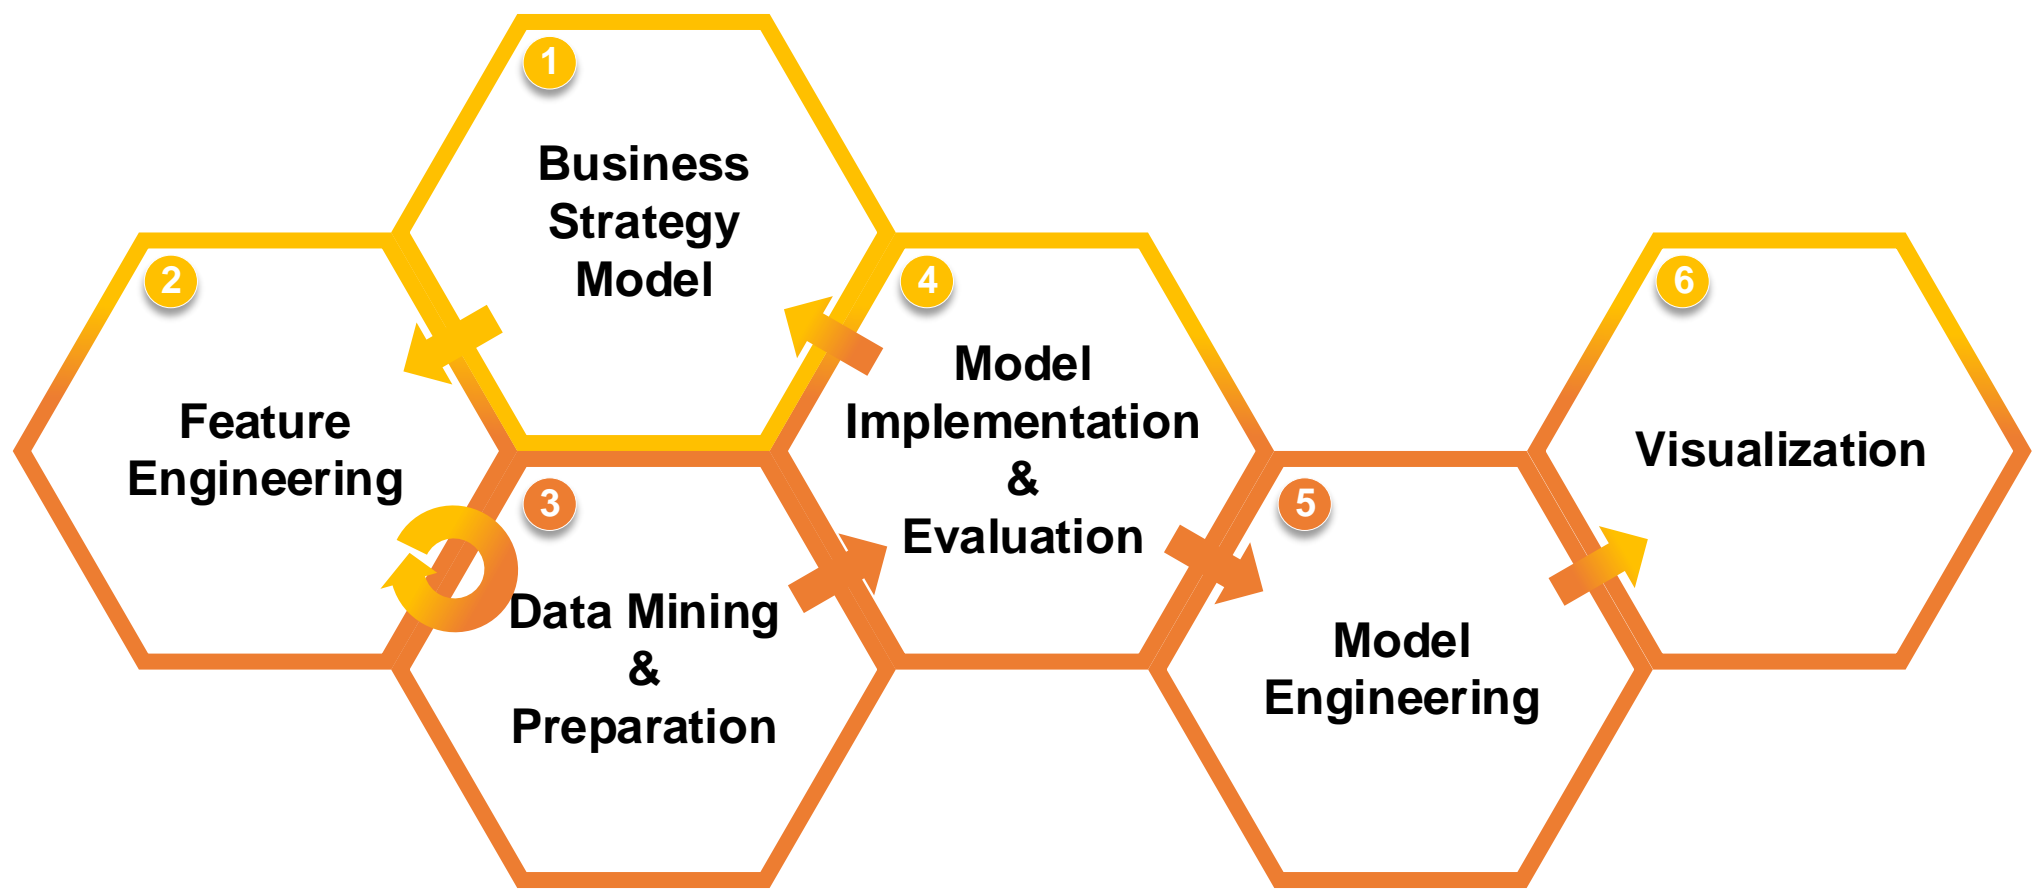 1
Business
Strategy
Model
2
Feature
Engineering
3
Data Mining
&
Preparation
4
Model
Implementation
&
Evaluation
5
Model
Engineering
6
Visualization